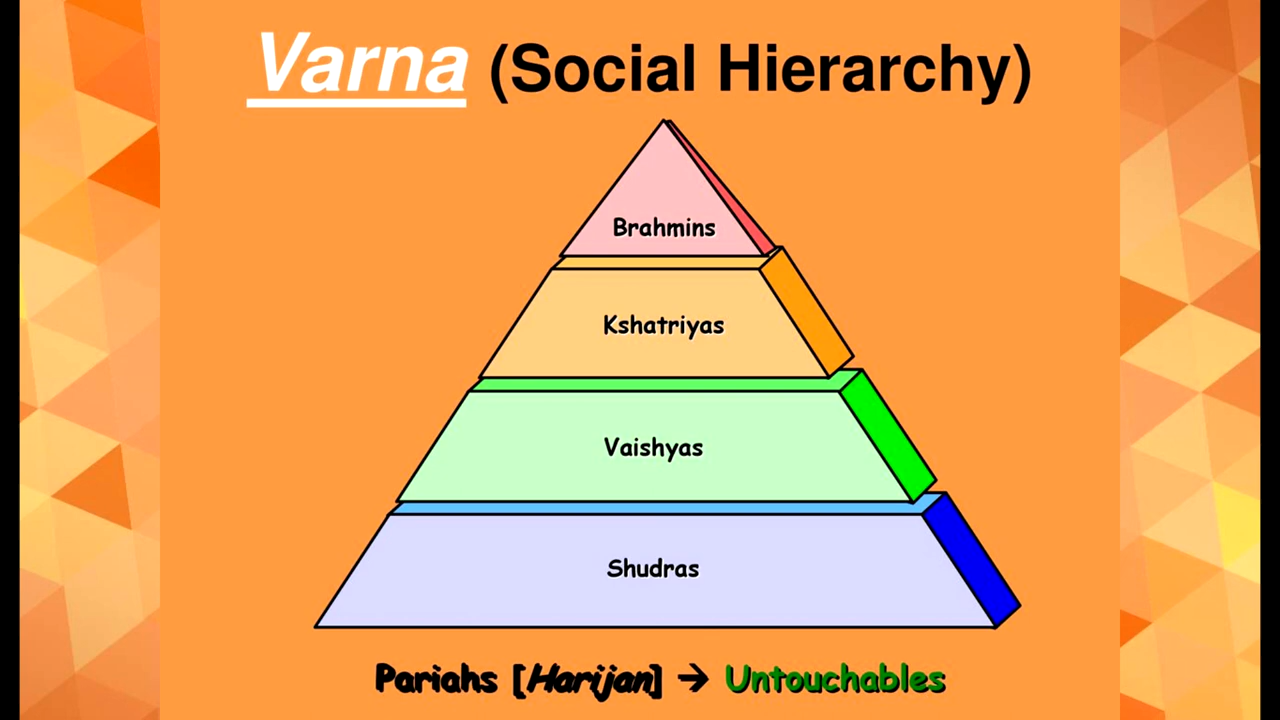 Varna (Social Hierarchy)
Brahmins
Kshatriyas
Vaishyas
Shudras
Pariahs [Harijan] → Untouchables